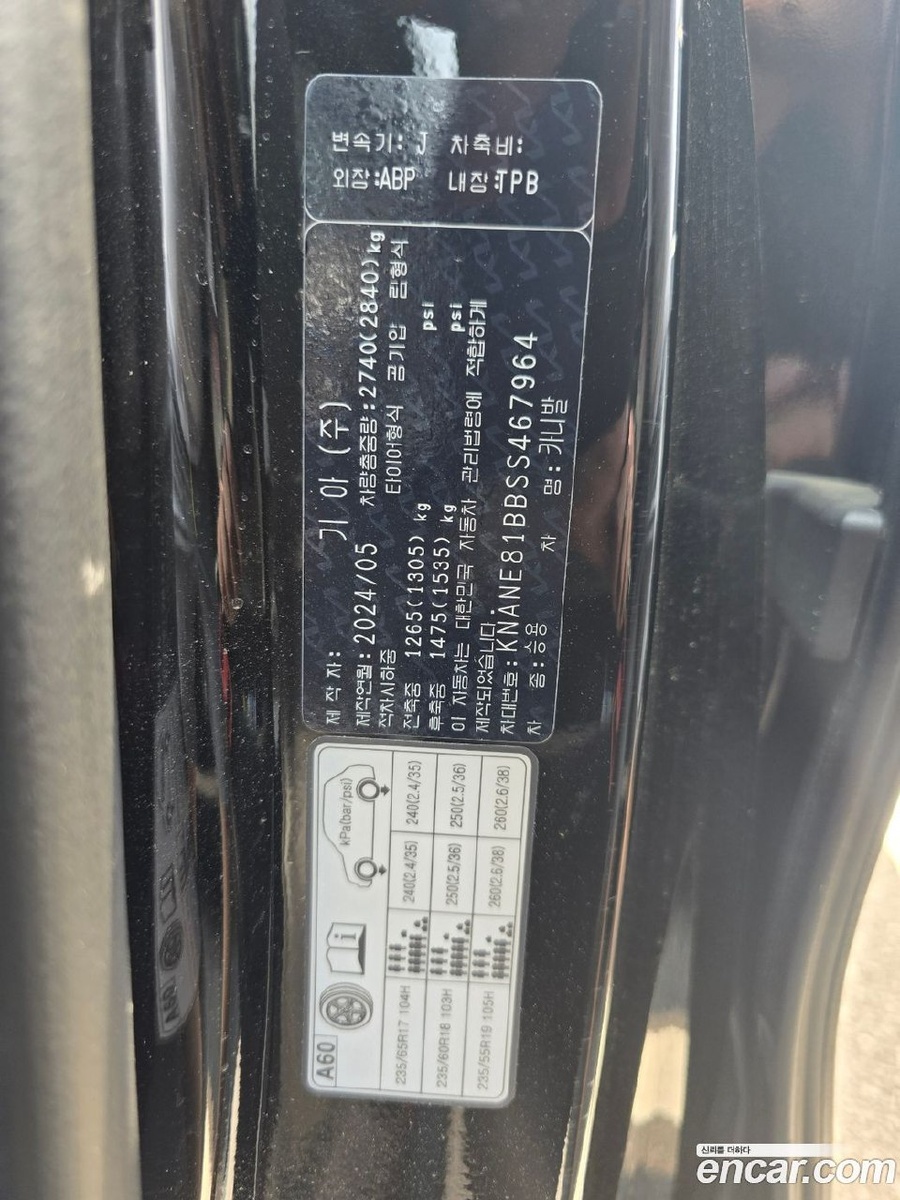 변속기: J 차축비:
외장:ABP 내장:TPB
제 작 자: 기 아 (주)
제작연월:2024/05 차량총중량:2740(2840)kg
적차시하중 타이어형식 공기압 림형식
전축중 1265(1305) kg psi
후축중 1475(1535) kg psi
이 자동차는 대한민국 자동차 관리법령에 적합하게
제작되었습니다.
차대번호:KNANE81BBSS467964
차 종:승용 차 명:카니발
A60 kPa(bar/psi)
235/65R17 104H 240(2.4/35) 240(2.4/35)
235/60R18 103H 250(2.5/36) 250(2.5/36)
235/55R19 105H 260(2.6/38) 260(2.6/38)
신뢰를 더하다
encar.com